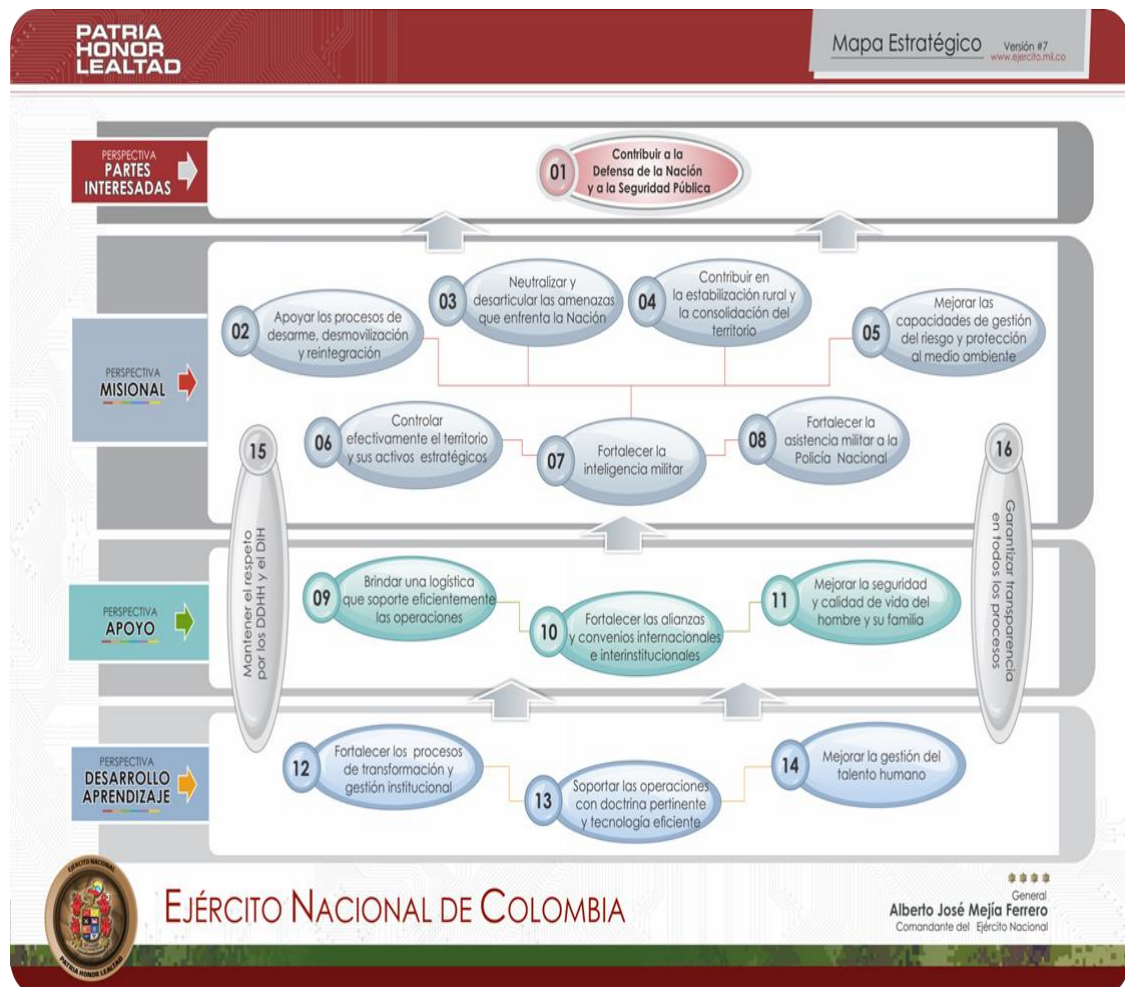 PATRIA
HONOR
LEALTAD
Mapa Estratégico
Versión #7
www.ejercito.mil.co
PERSPECTIVA
PARTES
INTERESADAS
01
Contribuir a la
Defensa de la Nación
y a la Seguridad Pública
PERSPECTIVA
MISIONAL
02
Apoyar los procesos de
desarme, desmovilización
y reintegración
03
Neutralizar y
desarticular las amenazas
que enfrenta la Nación
04
Contribuir en
la estabilización rural y
la consolidación del
territorio
05
Mejorar las
capacidades de gestión
del riesgo y protección
al medio ambiente
06
Controlar
efectivamente el territorio
y sus activos estratégicos
07
Fortalecer la
inteligencia militar
08
Fortalecer la
asistencia militar a la
Policía Nacional
15
Mantener el respeto
por los DDHH y el DIH
16
Garantizar transparencia
en todos los procesos
PERSPECTIVA
APOYO
09
Brindar una logística
que soporte eficientemente
las operaciones
10
Fortalecer las alianzas
y convenios internacionales
e interinstitucionales
11
Mejorar la seguridad
y calidad de vida del
hombre y su familia
PERSPECTIVA
DESARROLLO
APRENDIZAJE
12
Fortalecer los procesos
de transformación y
gestión institucional
13
Soportar las operaciones
con doctrina pertinente
y tecnología eficiente
14
Mejorar la gestión del
talento humano
EJÉRCITO NACIONAL
PATRIA HONOR LEALTAD
EJÉRCITO NACIONAL DE COLOMBIA
General
Alberto José Mejía Ferrero
Comandante del Ejército Nacional